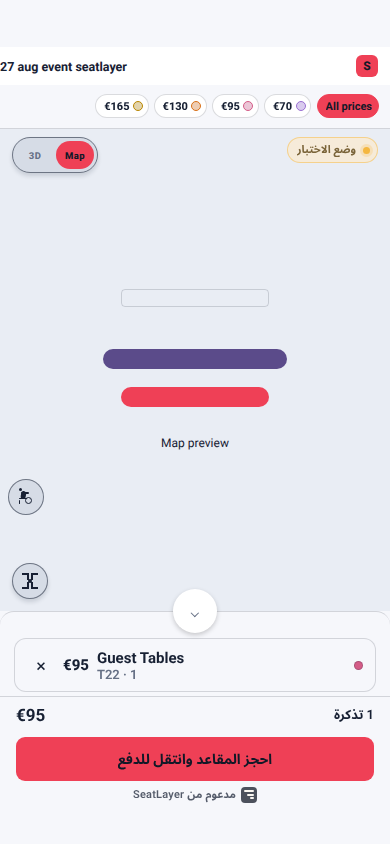 27 aug event seatlayer
S
All prices
€70
€95
€130
€165
3D
Map
وضع الاختبار
Map preview
Guest Tables
€95
T22 · 1
1 تذكرة
€95
احجز المقاعد وانتقل للدفع
مدعوم من SeatLayer